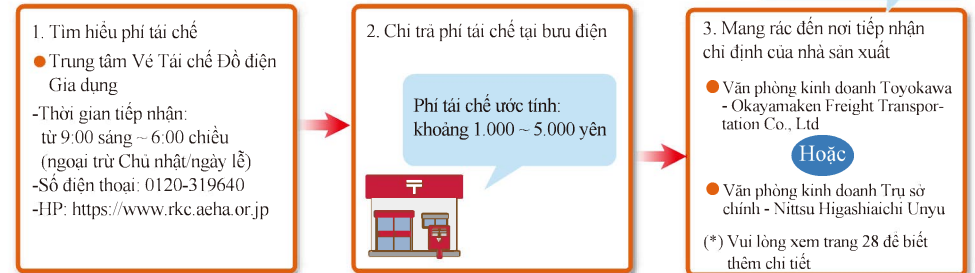 1. Tìm hiểu phí tái chế
Trung tâm Vé Tái chế Đồ điện
Gia dụng
-Thời gian tiếp nhận:
từ 9:00 sáng ~ 6:00 chiều
(ngoại trừ Chủ nhật/ngày lễ)
-Số điện thoại: 0120-319640
-HP: https://www.rkc.aeha.or.jp
2. Chi trả phí tái chế tại bưu điện
Phí tái chế ước tính:
khoảng 1.000 ~ 5.000 yên
〒
3. Mang rác đến nơi tiếp nhận
chỉ định của nhà sản xuất
Văn phòng kinh doanh Toyokawa
- Okayamaken Freight Transpor-
tation Co., Ltd
Hoặc
Văn phòng kinh doanh Trụ sở
chính - Nittsu Higashiaichi Unyu
(*) Vui lòng xem trang 28 để biết
thêm chi tiết